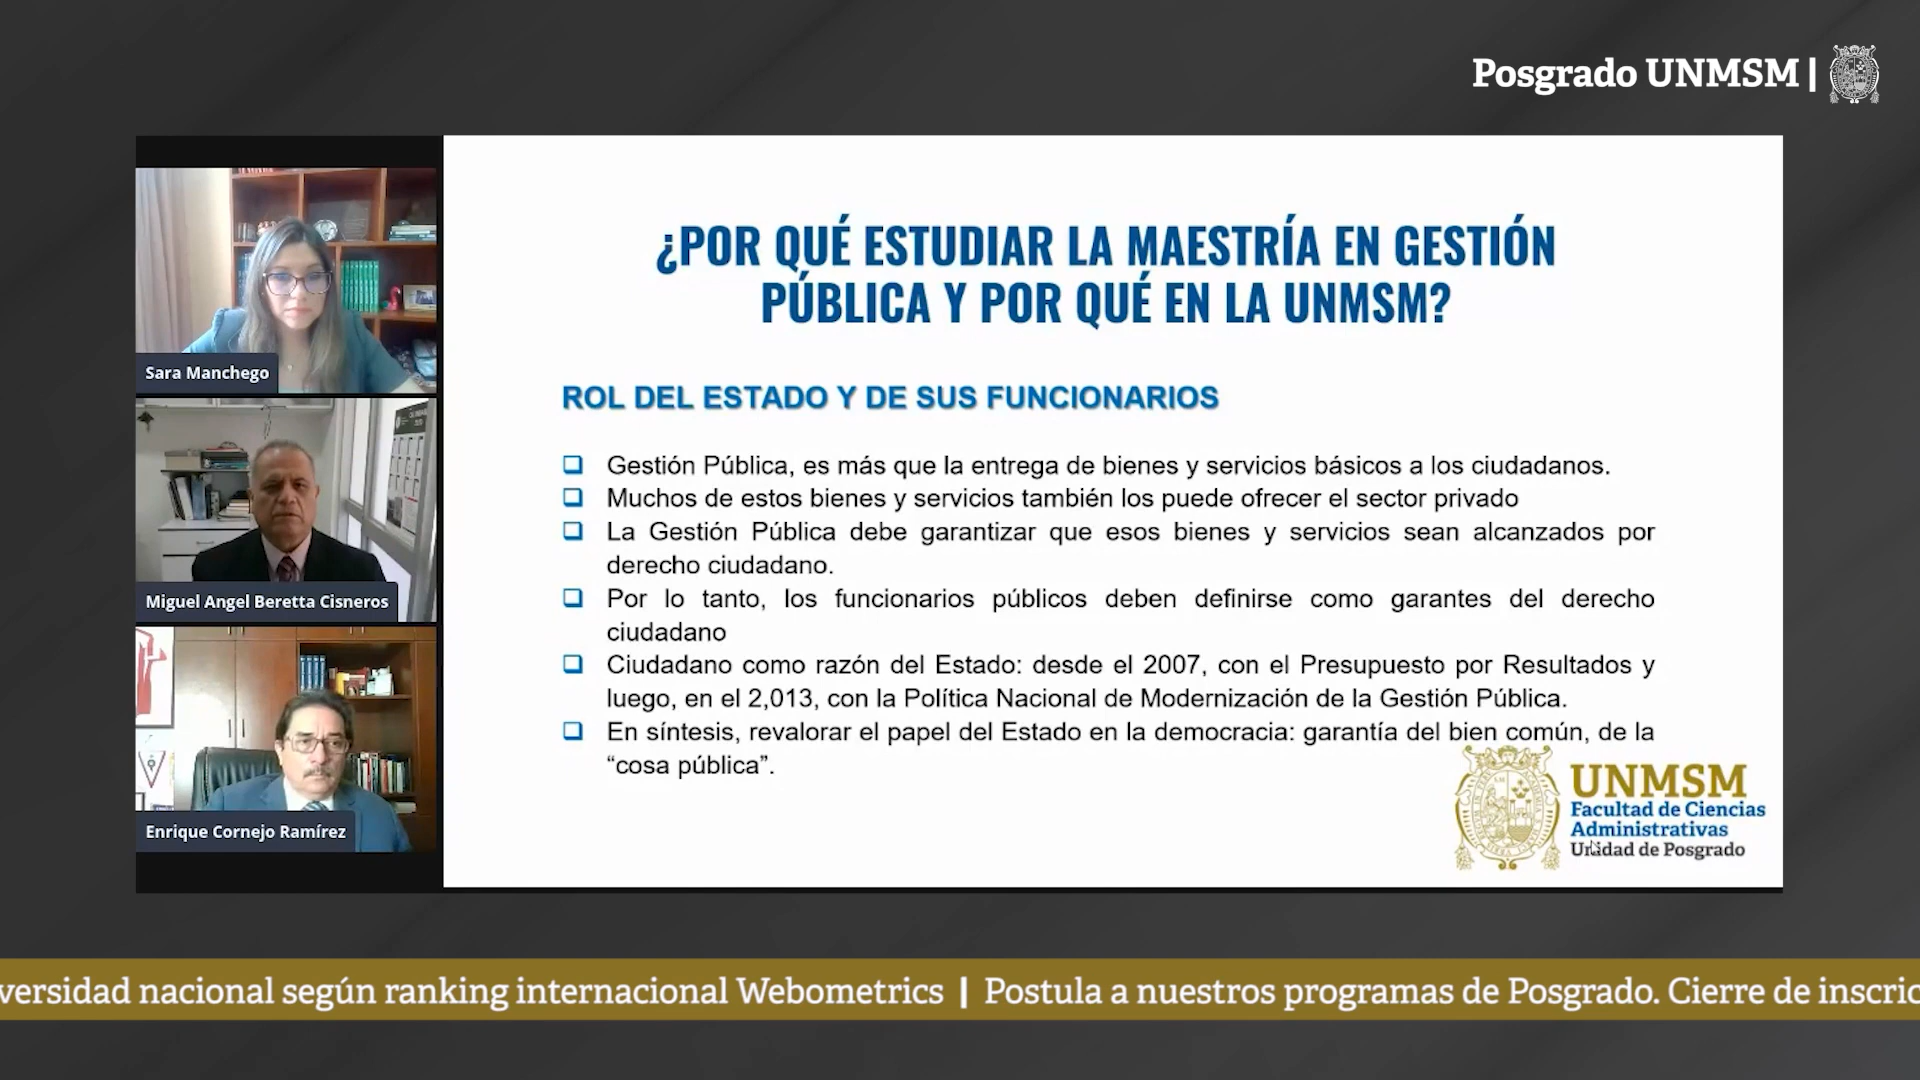 Posgrado UNMSM |
¿POR QUÉ ESTUDIAR LA MAESTRÍA EN GESTIÓN
PÚBLICA Y POR QUÉ EN LA UNMSM?
ROL DEL ESTADO Y DE SUS FUNCIONARIOS
Gestión Pública, es más que la entrega de bienes y servicios básicos a los ciudadanos.
Muchos de estos bienes y servicios también los puede ofrecer el sector privado
La Gestión Pública debe garantizar que esos bienes y servicios sean alcanzados por
derecho ciudadano.
Por lo tanto, los funcionarios públicos deben definirse como garantes del derecho
ciudadano
Ciudadano como razón del Estado: desde el 2007, con el Presupuesto por Resultados y
luego, en el 2,013, con la Política Nacional de Modernización de la Gestión Pública.
En síntesis, revalorar el papel del Estado en la democracia: garantía del bien común, de la
“cosa pública”.
UNMSM
Facultad de Ciencias
Administrativas
Unidad de Posgrado
Sara Manchego
Miguel Angel Beretta Cisneros
Enrique Cornejo Ramírez
versidad nacional según ranking internacional Webometrics | Postula a nuestros programas de Posgrado. Cierre de inscrip